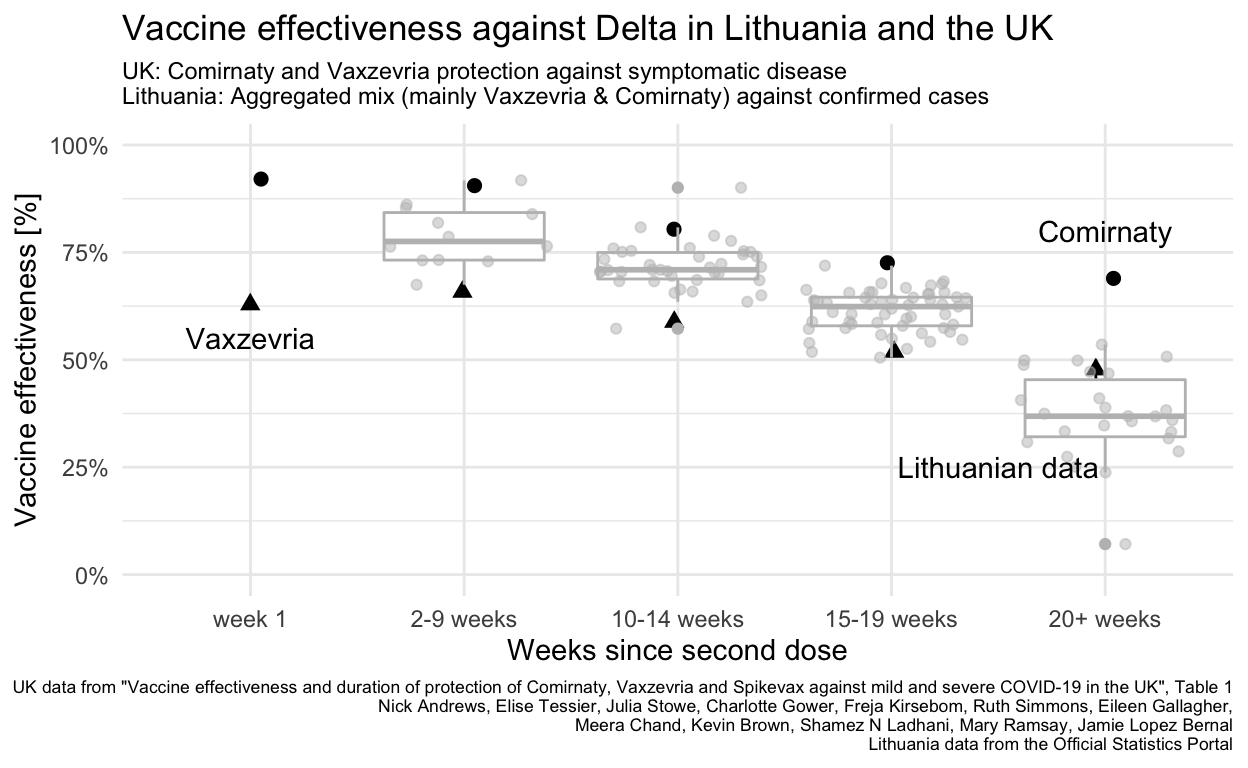 Vaccine effectiveness against Delta in Lithuania and the UK
UK: Comirnaty and Vaxzevria protection against symptomatic disease
Lithuania: Aggregated mix (mainly Vaxzevria & Comirnaty) against confirmed cases
Vaccine effectiveness [%]
100%
75%
50%
25%
0%
Comirnaty
Vaxzevria
Lithuanian data
week 1
2-9 weeks
10-14 weeks
15-19 weeks
20+ weeks
Weeks since second dose
UK data from "Vaccine effectiveness and duration of protection of Comirnaty, Vaxzevria and Spikevax against mild and severe COVID-19 in the UK", Table 1
Nick Andrews, Elise Tessier, Julia Stowe, Charlotte Gower, Freja Kirsebom, Ruth Simmons, Eileen Gallagher,
Meera Chand, Kevin Brown, Shamez N Ladhani, Mary Ramsay, Jamie Lopez Bernal
Lithuania data from the Official Statistics Portal